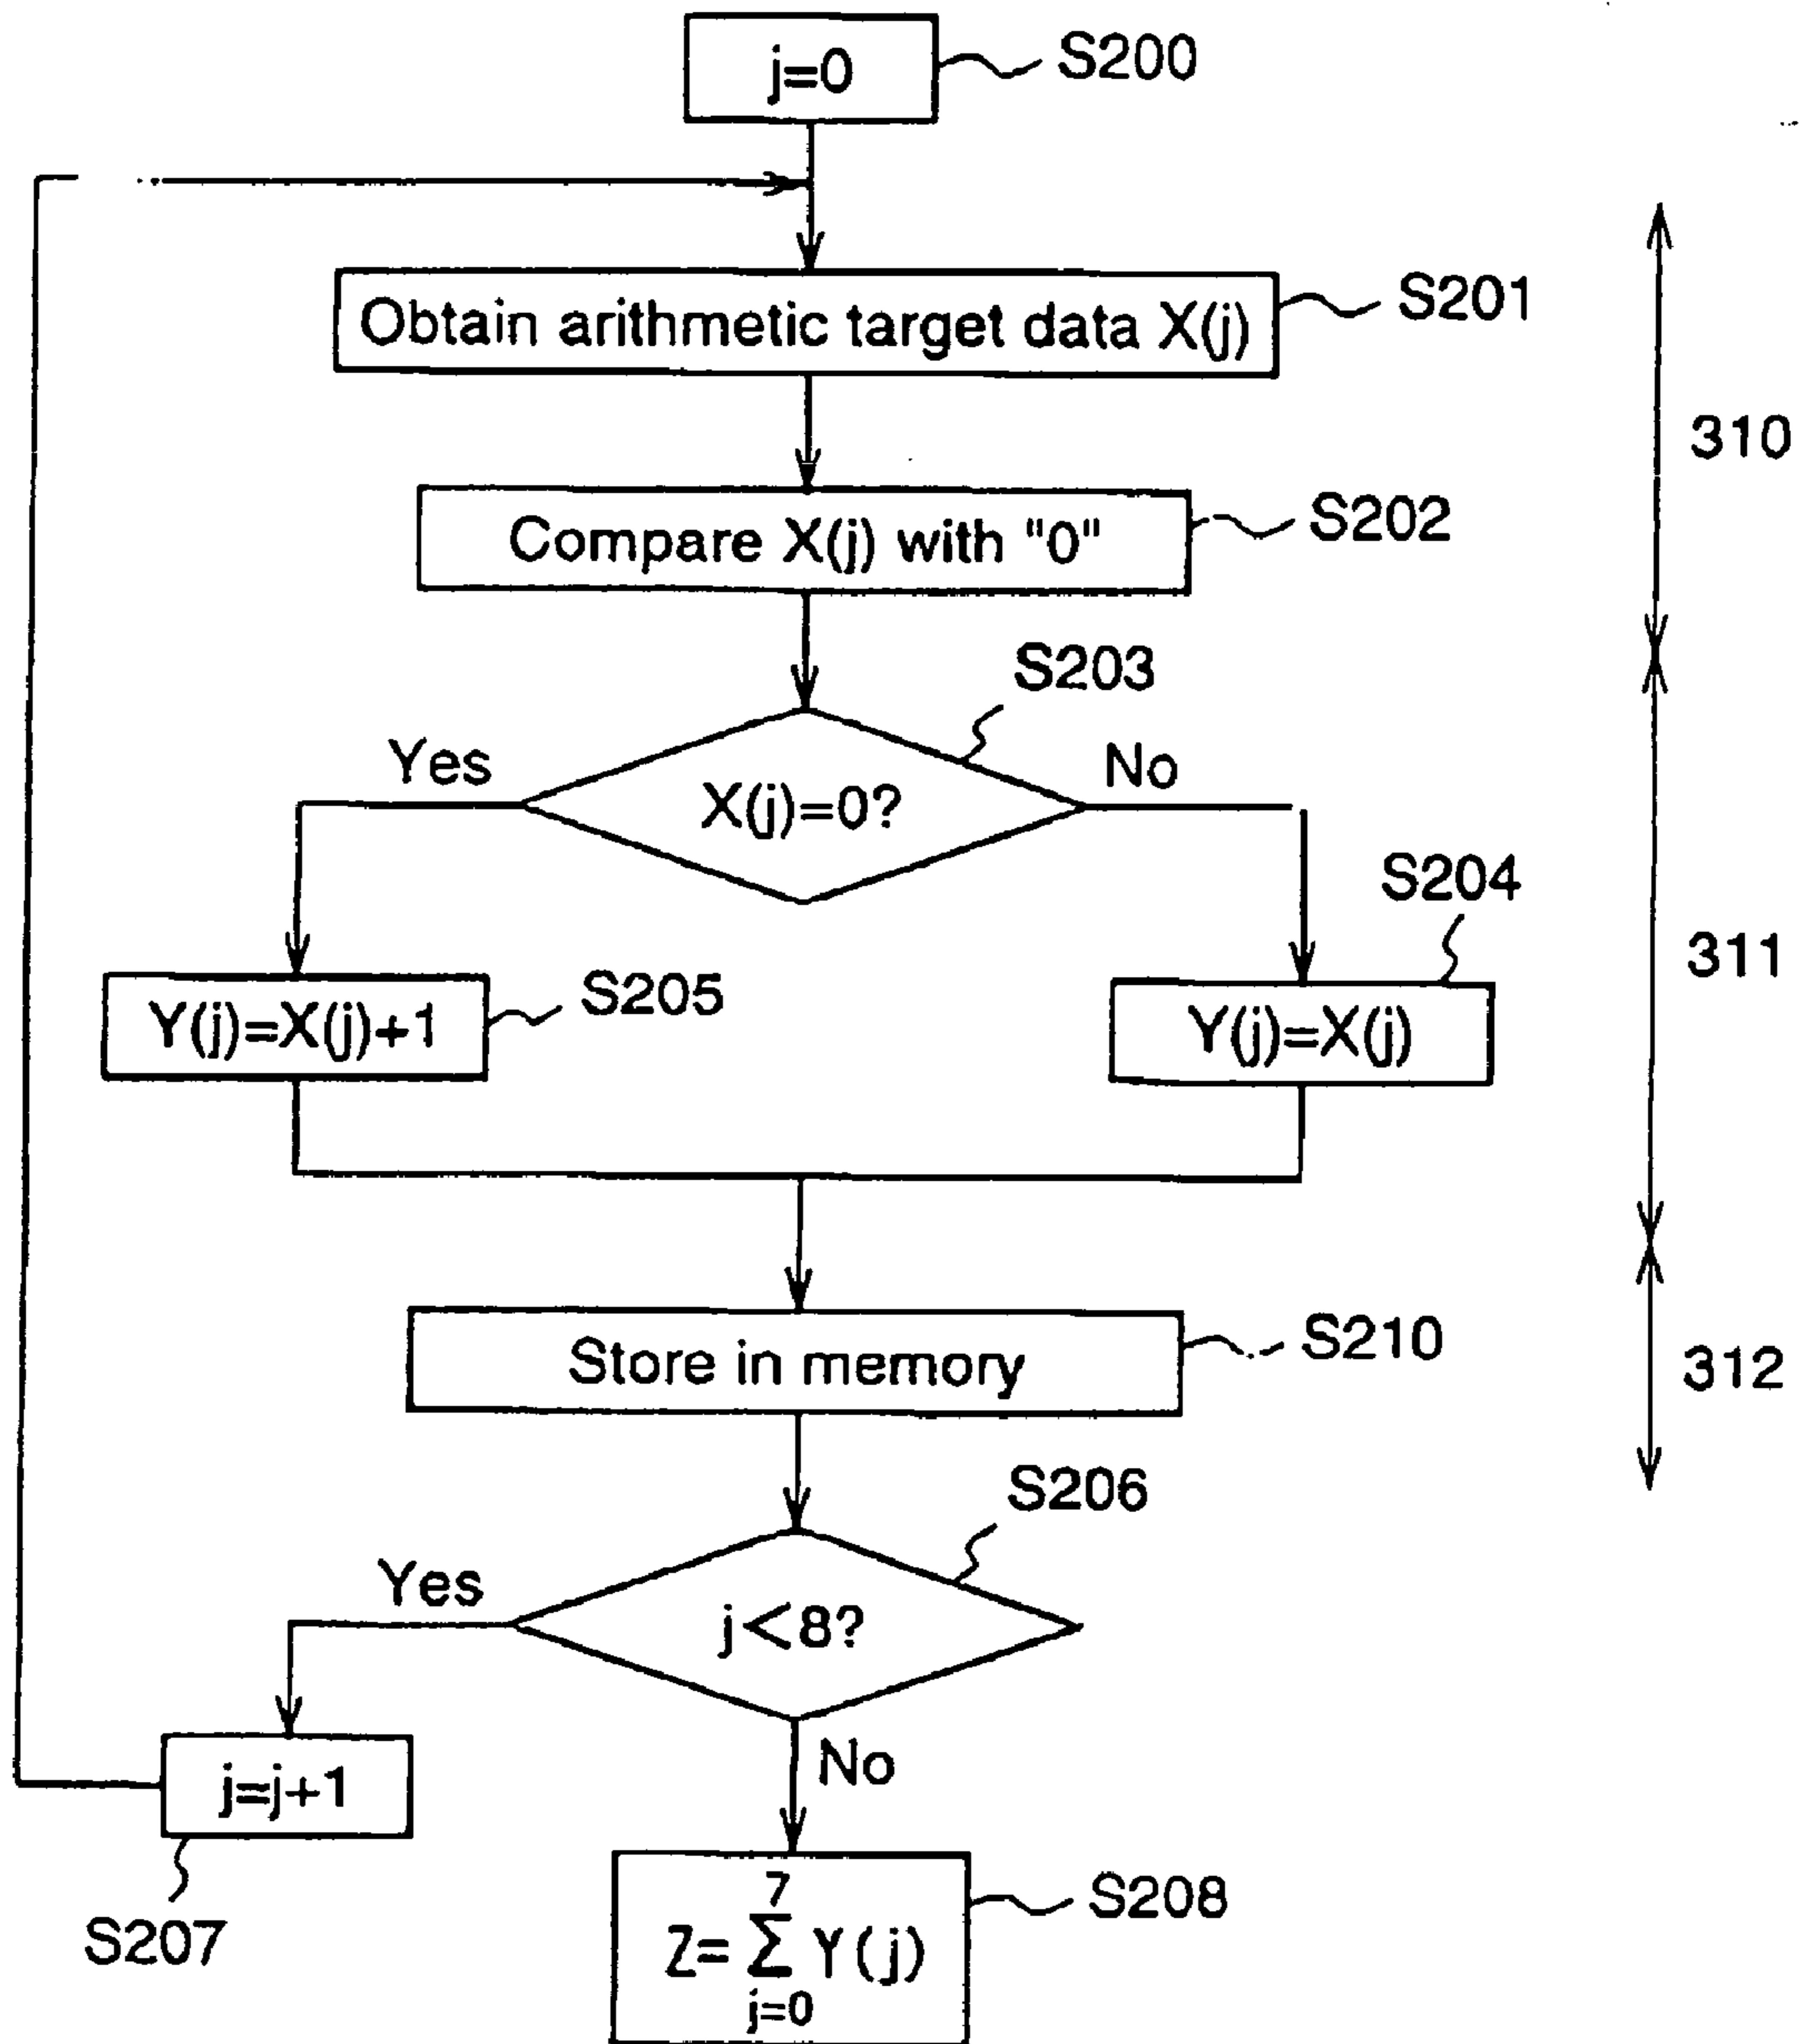 j=0
S200
Obtain arithmetic target data X(j)
S201
310
Compare X(j) with "0"
S202
S203
Yes
X(j)=0?
No
S204
311
Y(j)=X(j)+1
S205
Y(j)=X(j)
Store in memory
S210
312
S206
Yes
j<8?
j=j+1
No
S207
Z= 7 Σ j=0 Y(j)
S208